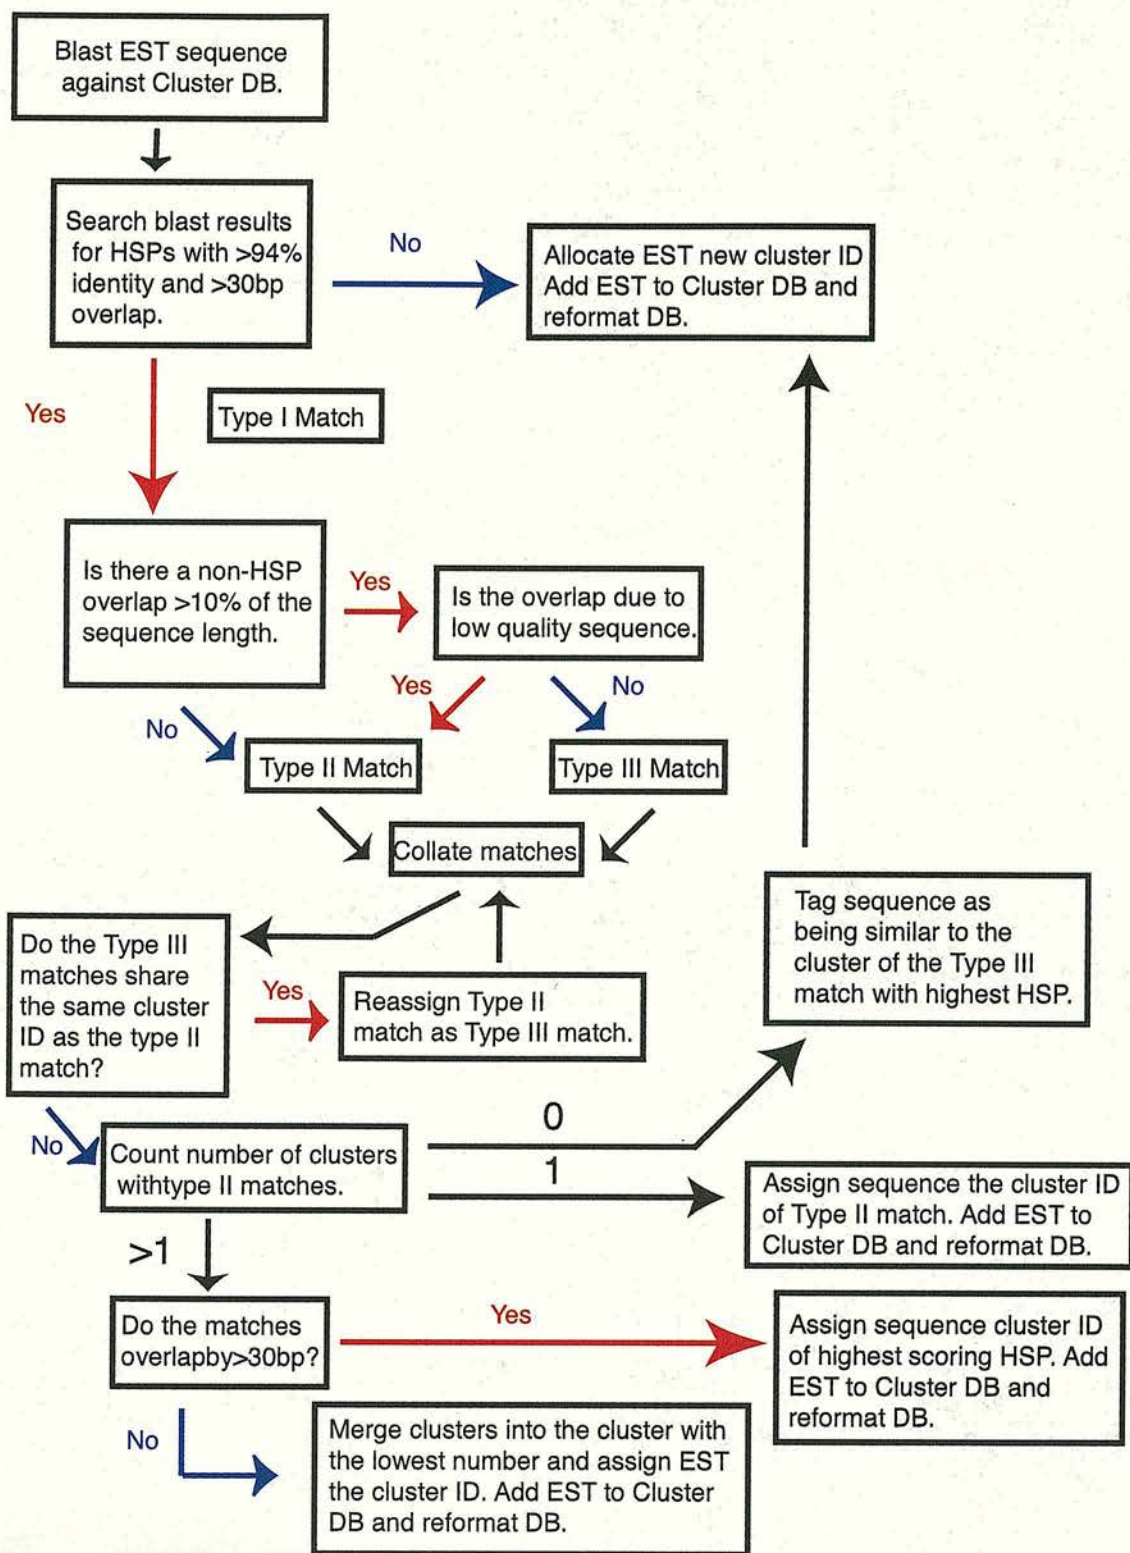 Blast EST sequence
against Cluster DB.
Search blast results
for HSPs with >94%
identity and >30bp
overlap.
No
Allocate EST new cluster ID
Add EST to Cluster DB and
reformat DB.
Yes
Type I Match
Is there a non-HSP
overlap >10% of the
sequence length.
Yes
Is the overlap due to
low quality sequence.
Yes
No
No
Type II Match
Type III Match
Collate matches
Do the Type III
matches share
the same cluster
ID as the type II
match?
Yes
Reassign Type II
match as Type III match.
Tag sequence as
being similar to the
cluster of the Type III
match with highest HSP.
No
Count number of clusters
withtype II matches.
0
1
Assign sequence the cluster ID
of Type II match. Add EST to
Cluster DB and reformat DB.
>1
Do the matches
overlapby>30bp?
Yes
Assign sequence cluster ID
of highest scoring HSP. Add
EST to Cluster DB and
reformat DB.
No
Merge clusters into the cluster with
the lowest number and assign EST
the cluster ID. Add EST to Cluster
DB and reformat DB.